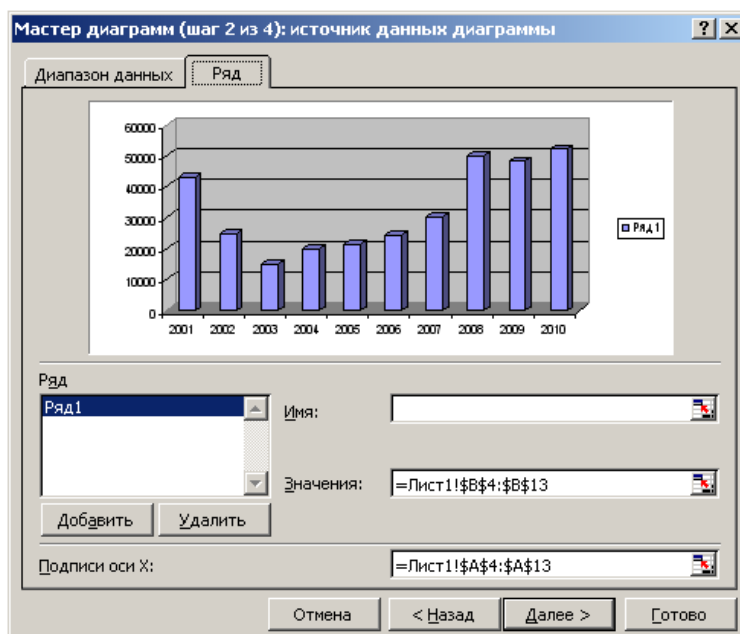 Мастер диаграмм (шаг 2 из 4): источник данных диаграммы
Диапазон данных
Ряд
60000
50000
40000
30000
20000
10000
0
2001 2002 2003 2004 2005 2006 2007 2008 2009 2010
Ряд1
Ряд
Ряд1
Имя:
Значения:
=Лист1!$B$4:$B$13
Добавить
Удалить
Подписи оси X:
=Лист1!$A$4:$A$13
Отмена
< Назад
Далее >
Готово